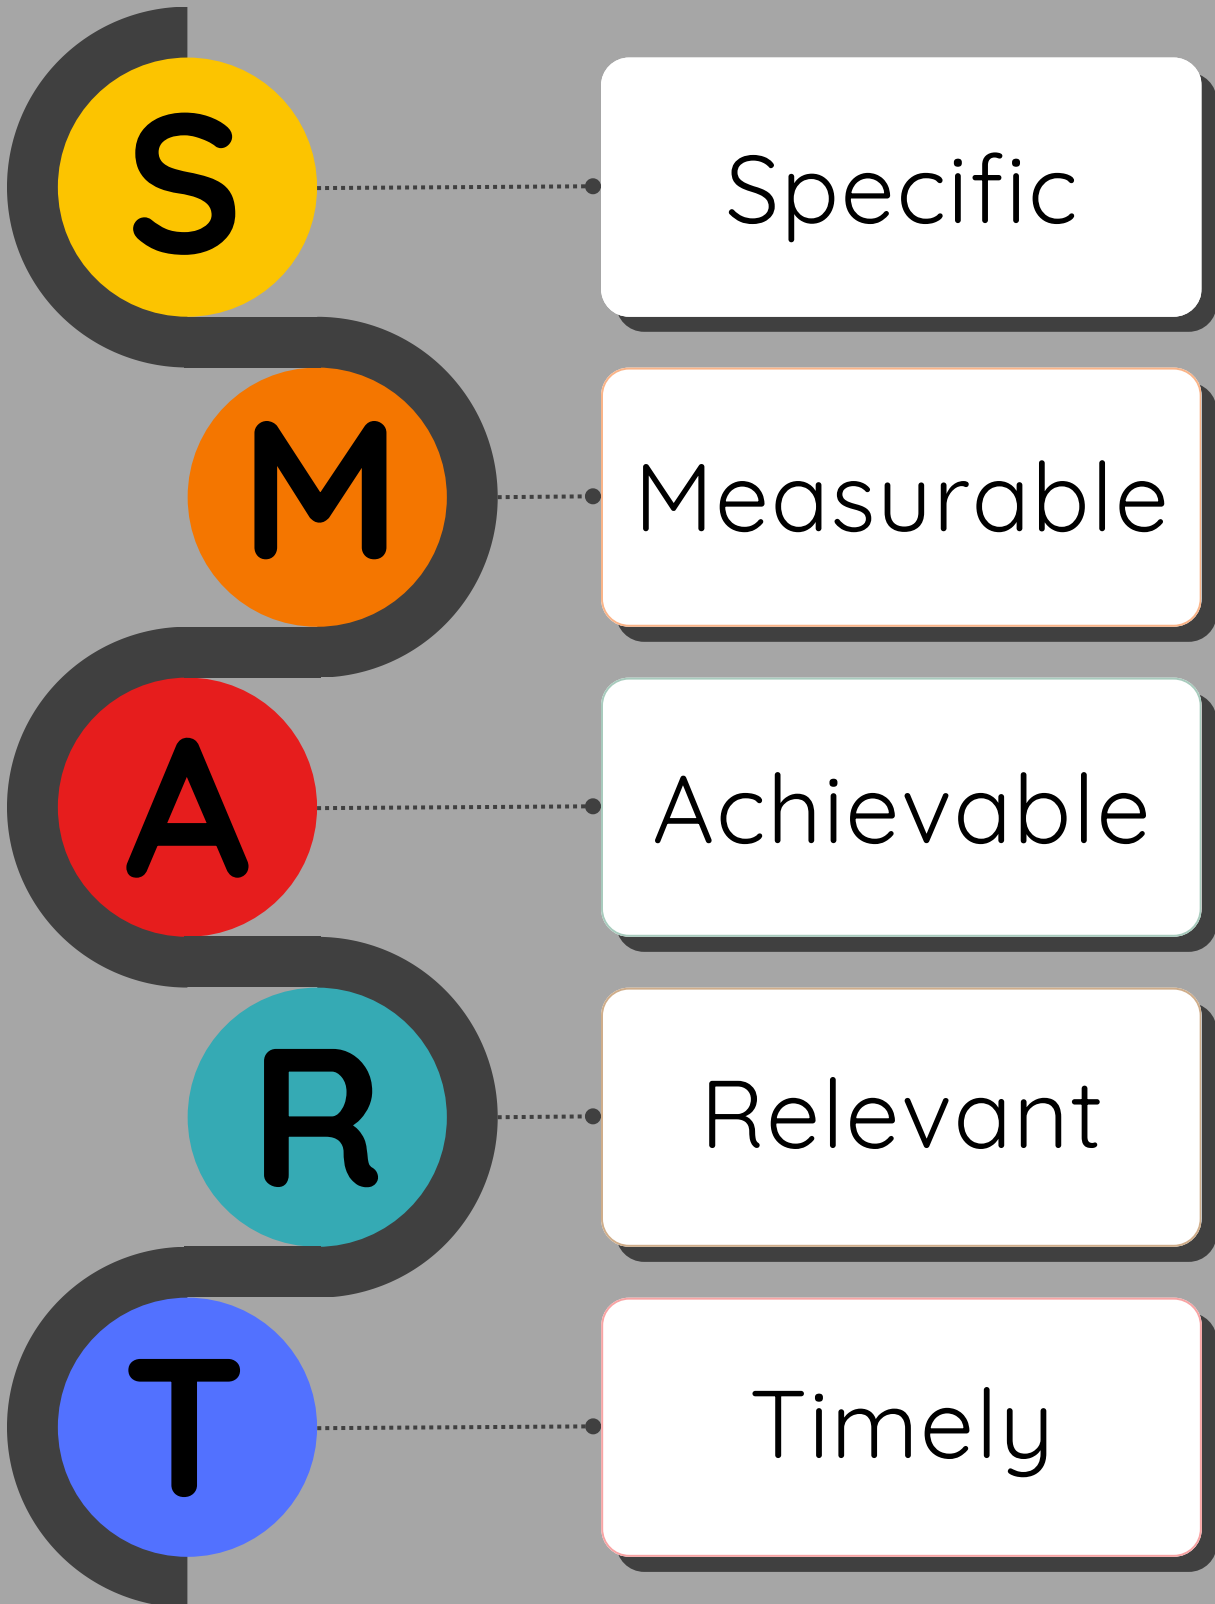 S
Specific
M
Measurable
A
Achievable
R
Relevant
T
Timely